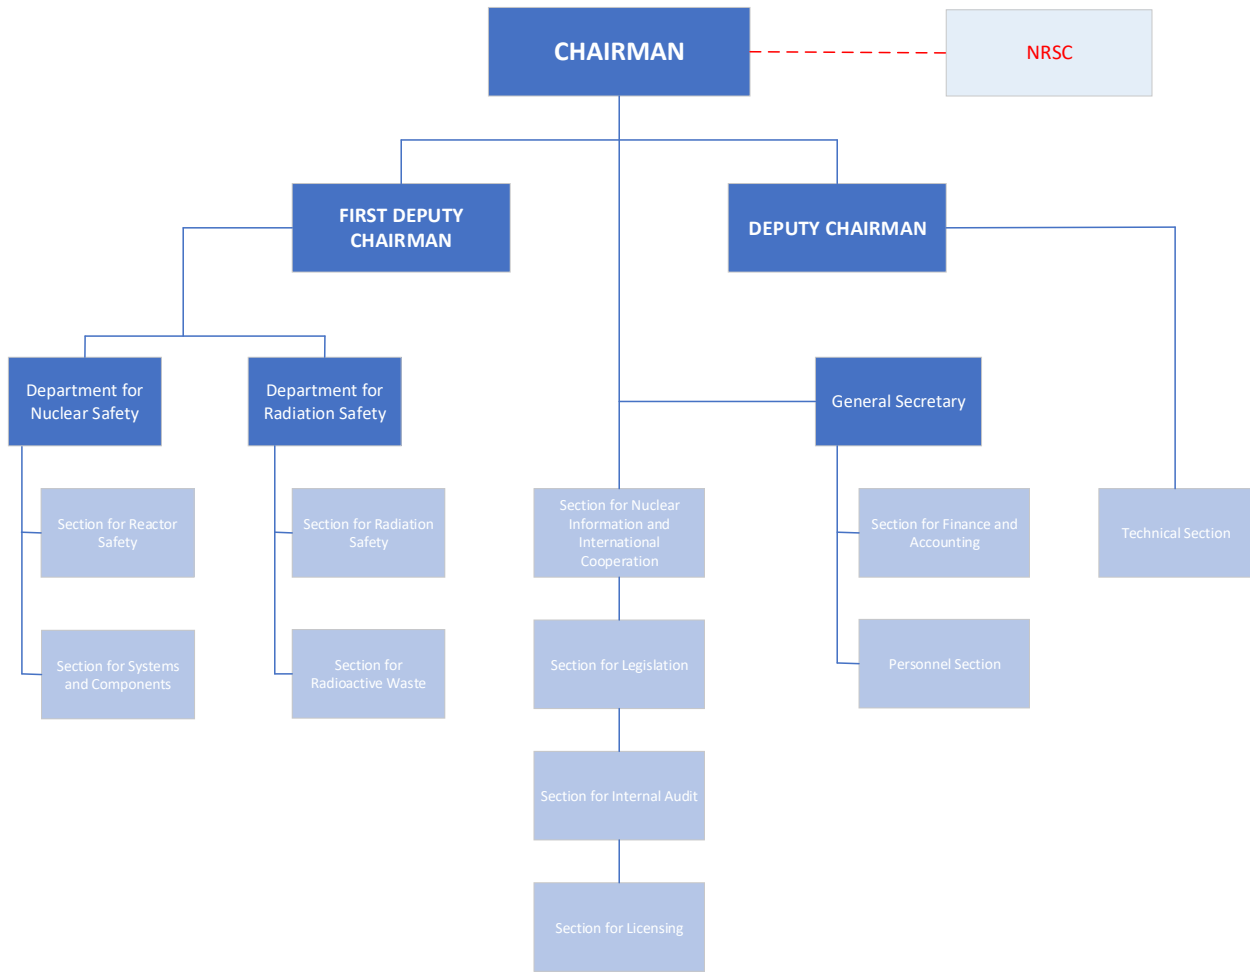 CHAIRMAN
NRSC
FIRST DEPUTY
CHAIRMAN
DEPUTY CHAIRMAN
Department for
Nuclear Safety
Department for
Radiation Safety
General Secretary
Section for Reactor
Safety
Section for Radiation
Safety
Section for Nuclear
Information and
International
Cooperation
Section for Finance and
Accounting
Technical Section
Section for Systems
and Components
Section for
Radioactive Waste
Section for Legislation
Personnel Section
Section for Internal Audit
Section for Licensing